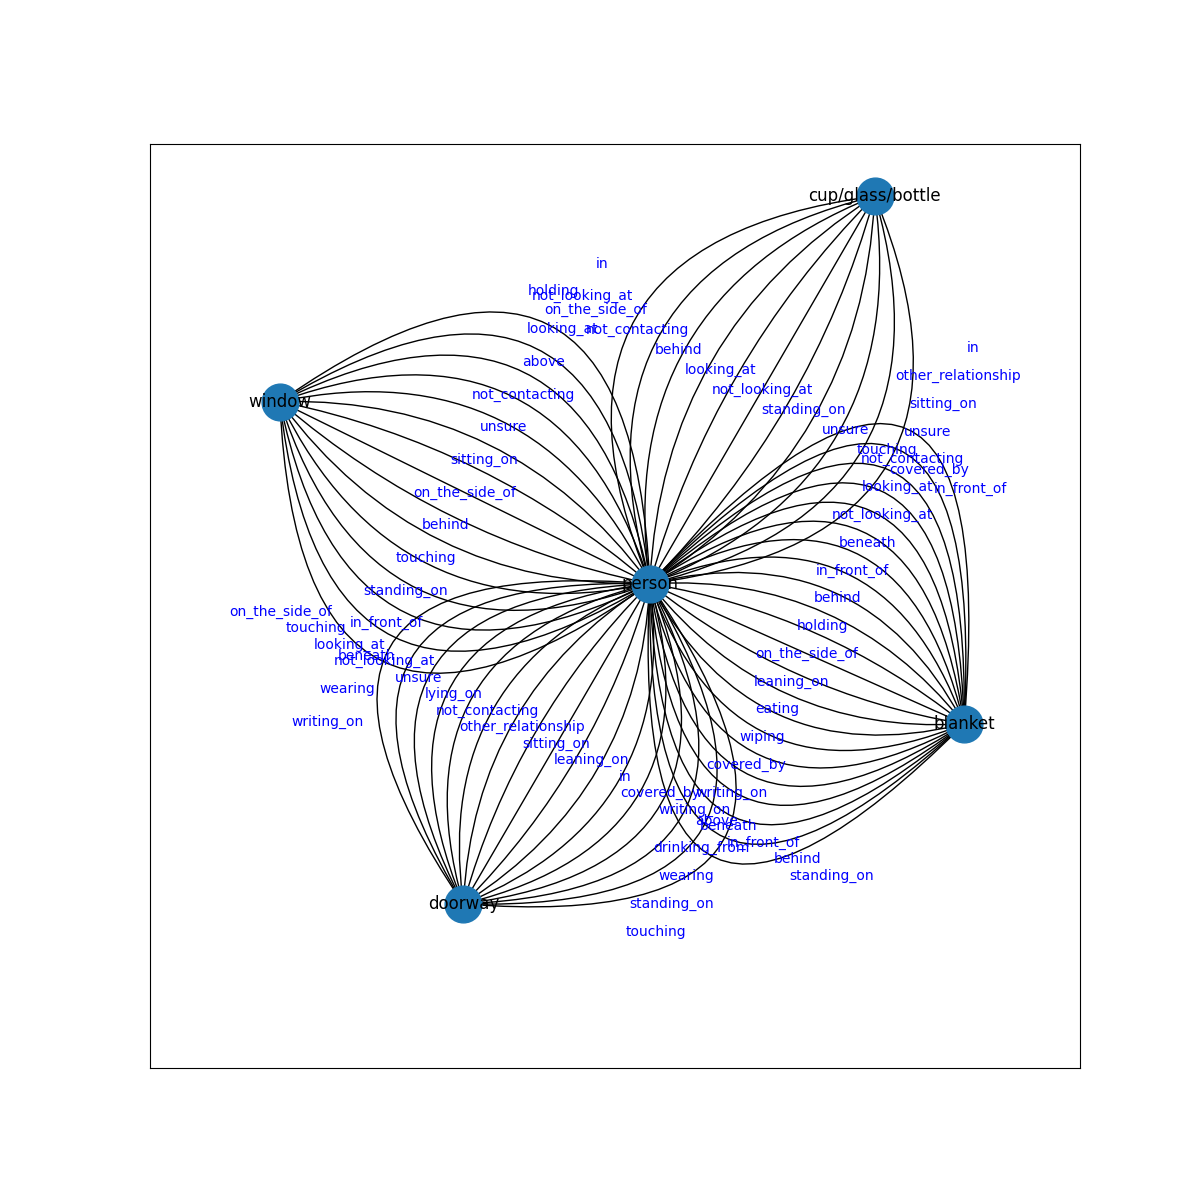 cup/glass/bottle
in
holding
not_looking_at
on_the_side_of
looking_at
not_contacting
in
behind
above
looking_at
other_relationship
not_looking_at
not_contacting
window
sitting_on
standing_on
unsure
unsure
unsure
touching
sitting_on
not_contacting
covered_by
looking_at
in_front_of
on_the_side_of
not_looking_at
behind
beneath
touching
in_front_of
person
standing_on
behind
on_the_side_of
in_front_of
touching
holding
looking_at
beneath
not_looking_at
on_the_side_of
unsure
leaning_on
wearing
lying_on
not_contacting
eating
writing_on
other_relationship
blanket
sitting_on
wiping
leaning_on
covered_by
in
covered_by
writing_on
writing_on
above
beneath
in_front_of
drinking_from
behind
wearing
standing_on
doorway
standing_on
touching